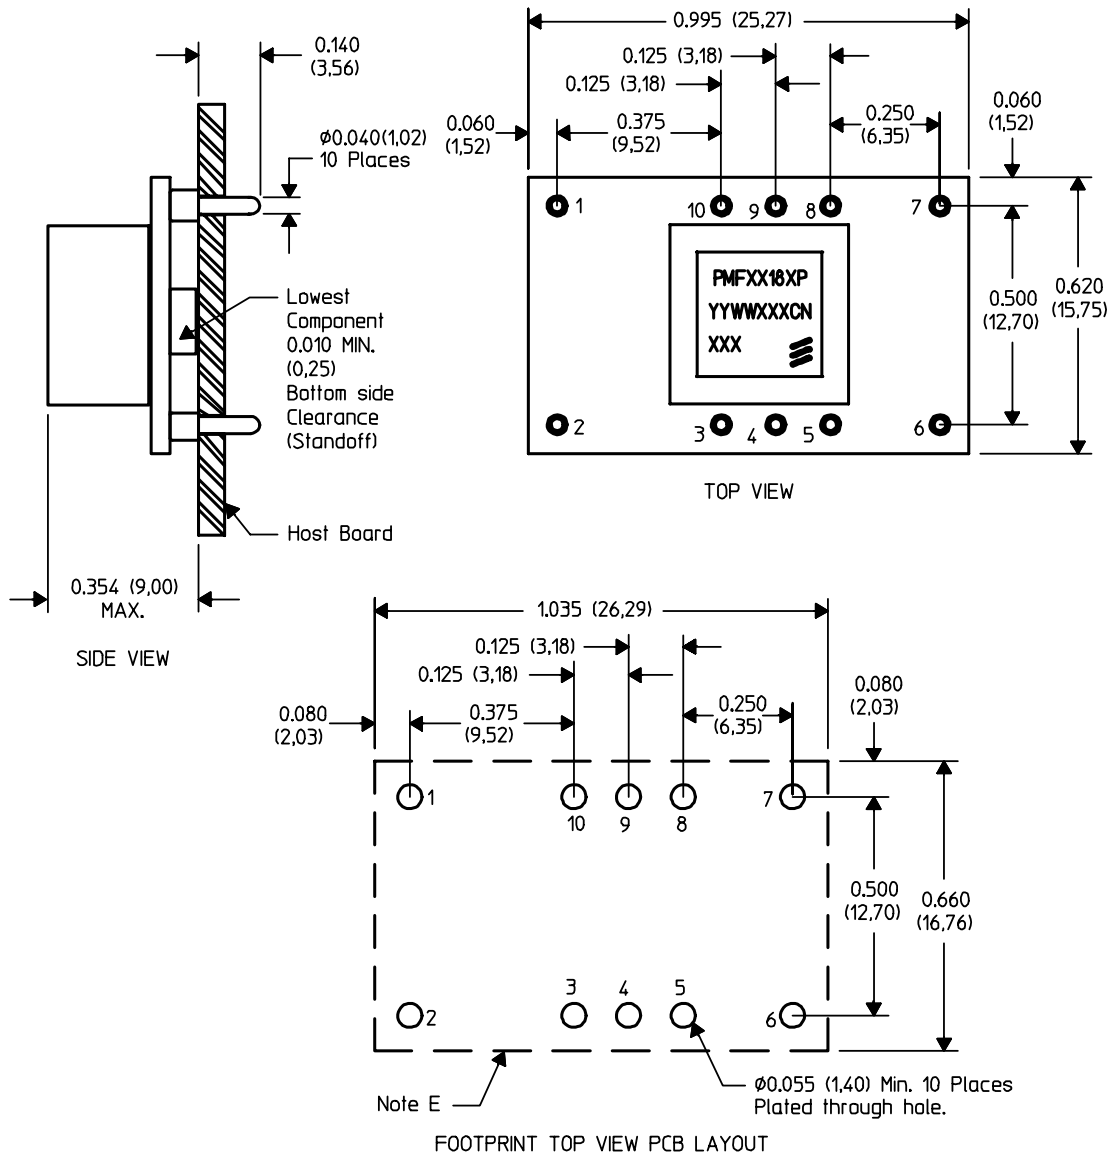 0.140
(3,56)
Ø0.040(1,02)
10 Places
Lowest
Component
0.010 MIN.
(0,25)
Bottom side
Clearance
(Standoff)
Host Board
0.354 (9,00)
MAX.
SIDE VIEW
0.995 (25,27)
0.125 (3,18)
0.125 (3,18)
0.060
(1,52)
0.375
(9,52)
0.250
(6,35)
0.060
(1,52)
1
10
9
8
7
PMFXX18XP
YYWWXXXCN
XXX
0.500
(12,70)
0.620
(15,75)
2
3
4
5
6
TOP VIEW
1.035 (26,29)
0.125 (3,18)
0.125 (3,18)
0.080
(2,03)
0.375
(9,52)
0.250
(6,35)
0.080
(2,03)
1
10
9
8
7
0.500
(12,70)
0.660
(16,76)
2
3
4
5
6
Note E
Ø0.055 (1,40) Min. 10 Places
Plated through hole.
FOOTPRINT TOP VIEW PCB LAYOUT